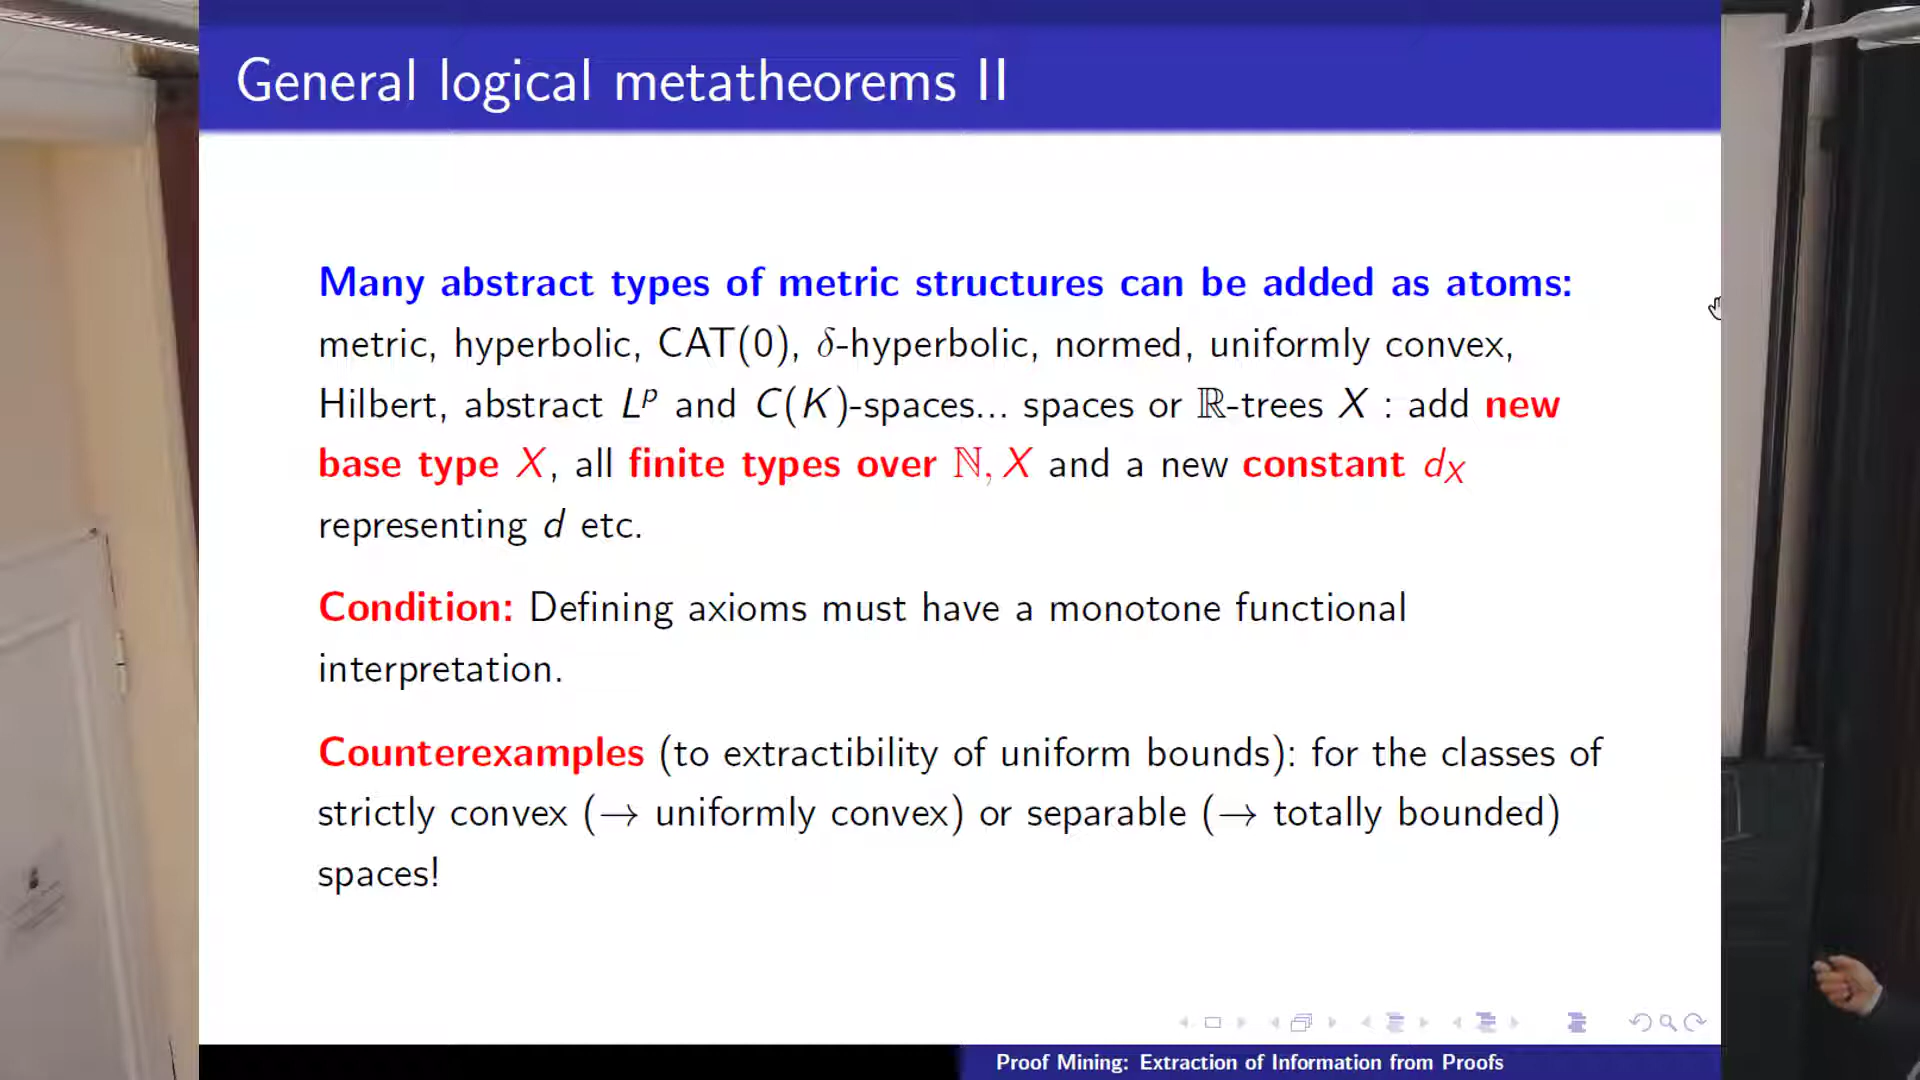 General logical metatheorems II
Many abstract types of metric structures can be added as atoms:
metric, hyperbolic, CAT(0), δ-hyperbolic, normed, uniformly convex,
Hilbert, abstract Lᵖ and C(K)-spaces... spaces or ℝ-trees X : add new
base type X, all finite types over ℕ, X and a new constant d_X
representing d etc.
Condition: Defining axioms must have a monotone functional
interpretation.
Counterexamples (to extractibility of uniform bounds): for the classes of
strictly convex (→ uniformly convex) or separable (→ totally bounded)
spaces!
Proof Mining: Extraction of Information from Proofs